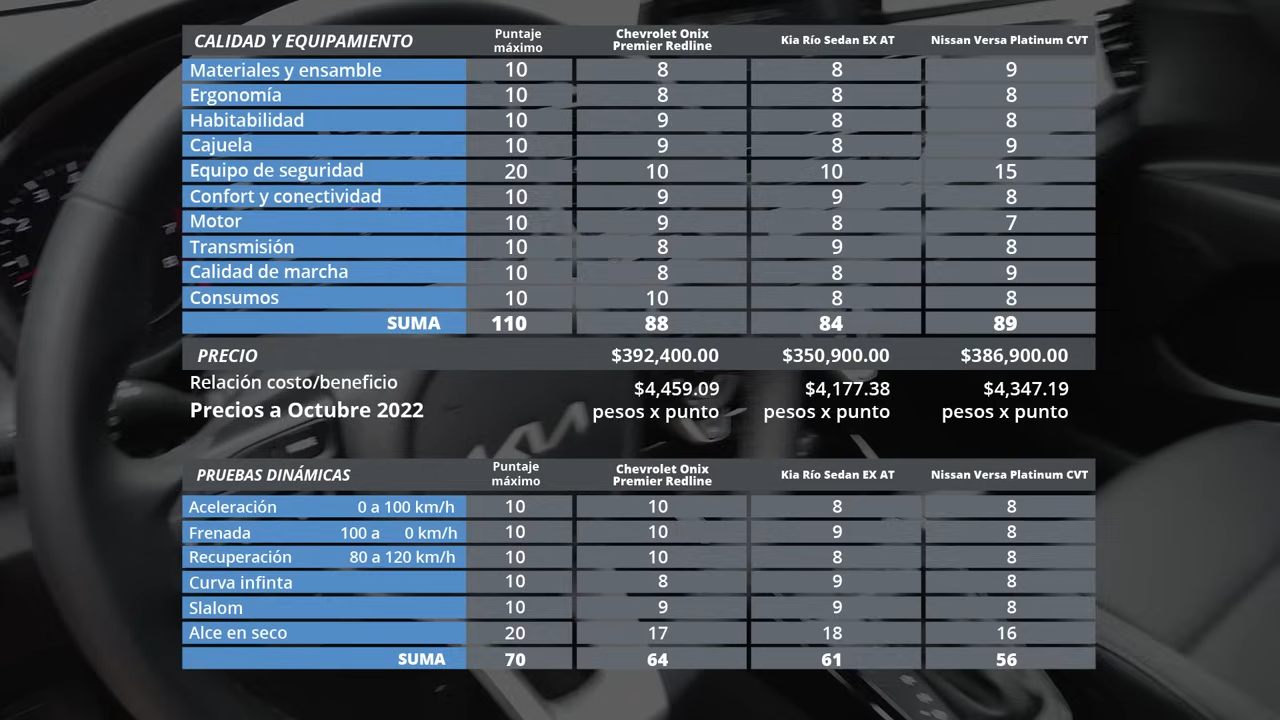 CALIDAD Y EQUIPAMIENTO Puntaje máximo Chevrolet Onix Premier Redline Kia Río Sedan EX AT Nissan Versa Platinum CVT
Materiales y ensamble 10 8 8 9
Ergonomía 10 8 8 8
Habitabilidad 10 9 8 8
Cajuela 10 9 8 9
Equipo de seguridad 20 10 10 15
Confort y conectividad 10 9 9 8
Motor 10 9 8 7
Transmisión 10 8 9 8
Calidad de marcha 10 8 8 9
Consumos 10 10 8 8
SUMA 110 88 84 89
PRECIO $392,400.00 $350,900.00 $386,900.00
Relación costo/beneficio $4,459.09 $4,177.38 $4,347.19
Precios a Octubre 2022 pesos x punto pesos x punto pesos x punto
PRUEBAS DINÁMICAS Puntaje máximo Chevrolet Onix Premier Redline Kia Río Sedan EX AT Nissan Versa Platinum CVT
Aceleración 0 a 100 km/h 10 10 8 8
Frenada 100 a 0 km/h 10 10 9 8
Recuperación 80 a 120 km/h 10 10 8 8
Curva infinta 10 8 9 8
Slalom 10 9 9 8
Alce en seco 20 17 18 16
SUMA 70 64 61 56